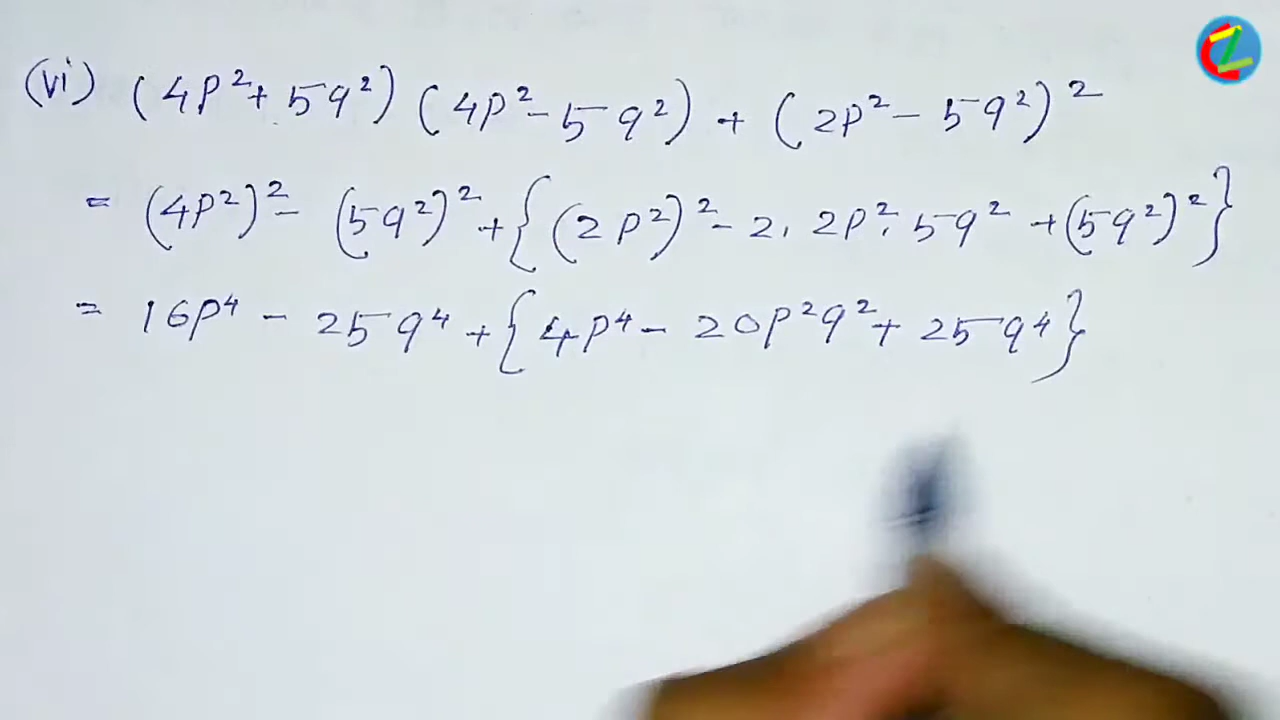 (vi) (4p²+ 5q²) (4p²- 5q²) + (2p² - 5q²)²
= (4p²)² - (5q²)² + {(2p²)² - 2. 2p². 5q² + (5q²)²}
= 16p⁴ - 25q⁴ + {4p⁴ - 20p²q² + 25q⁴}